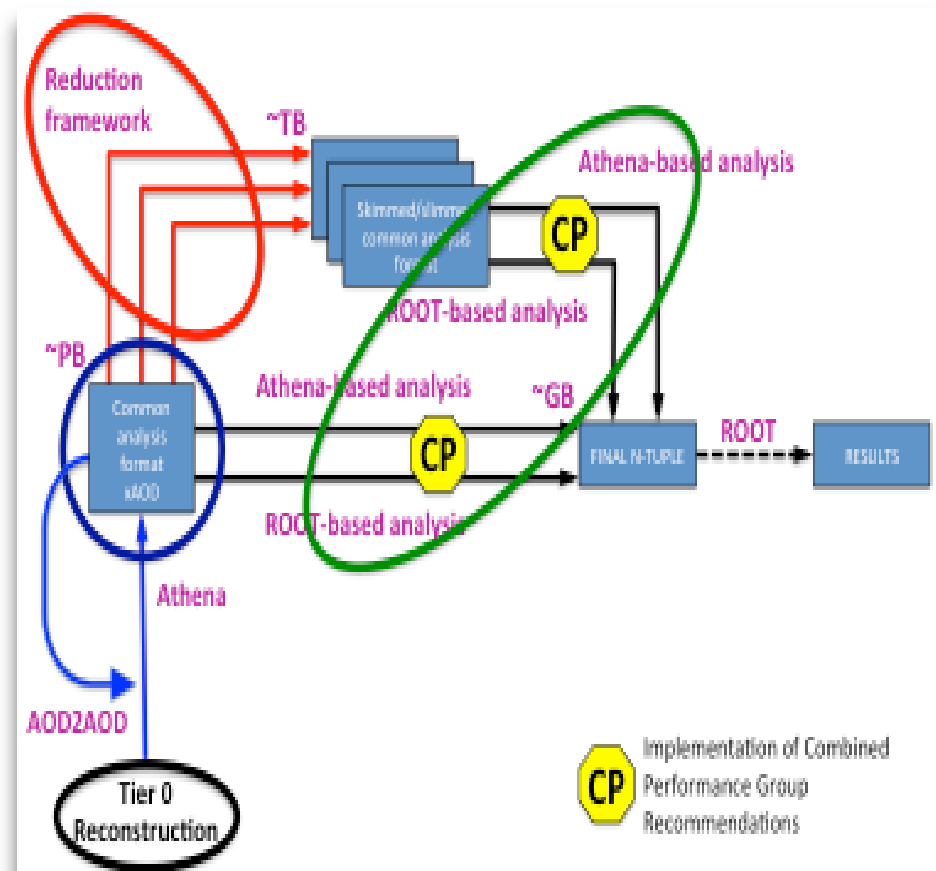 Reduction
framework
~TB
Athena-based analysis
Skimmed/slimmed
common analysis
format
CP
ROOT-based analysis
~PB
Athena-based analysis
~GB
Common
analysis
format
xAOD
CP
FINAL N-TUPLE
ROOT
RESULTS
ROOT-based analysis
Athena
AOD2AOD
Tier 0
Reconstruction
CP
Implementation of Combined
Performance Group
Recommendations